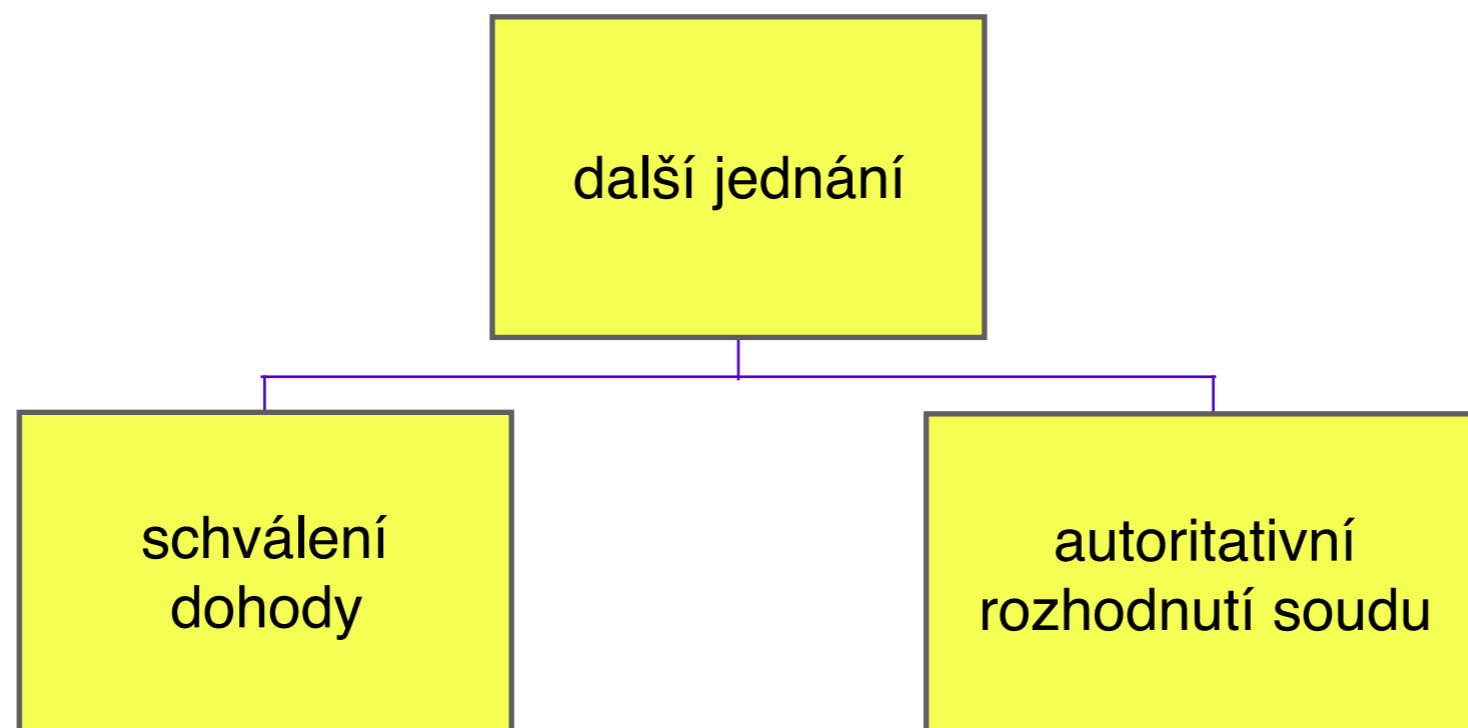 další jednání
schválení
dohody
autoritativní
rozhodnutí soudu